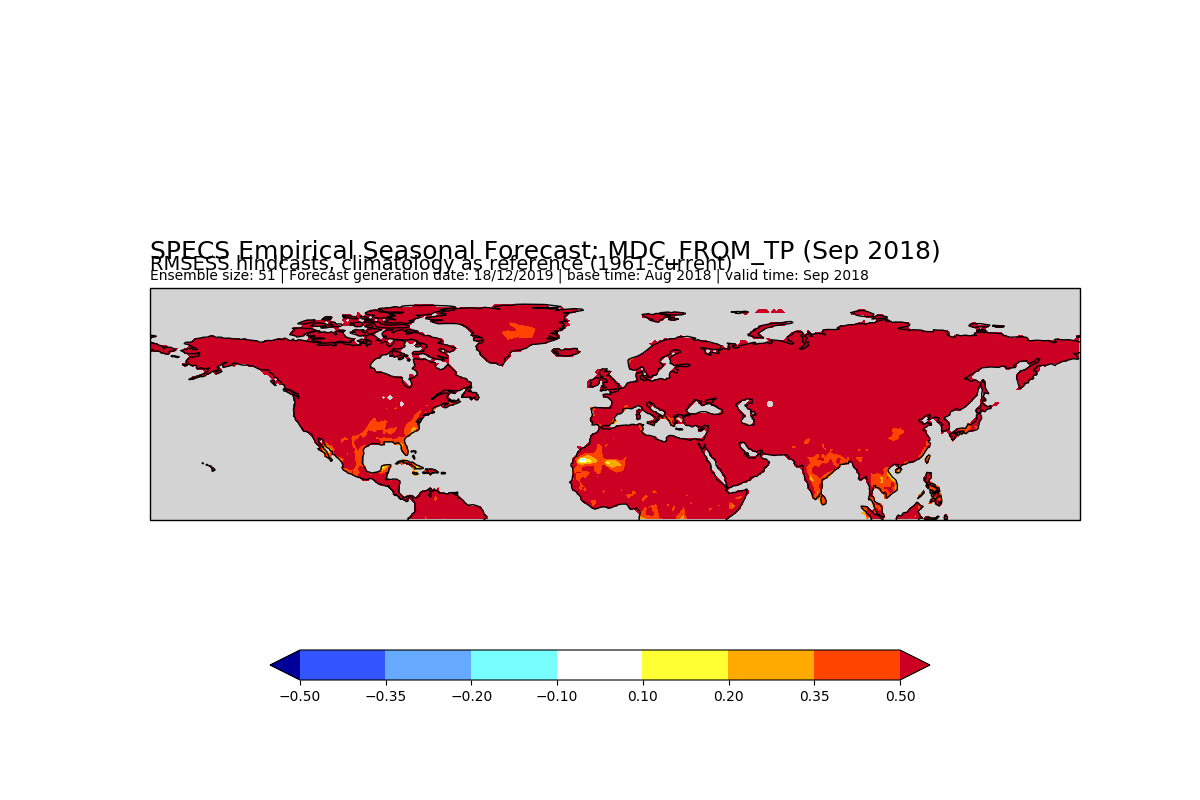 SPECS Empirical Seasonal Forecast: MDC_FROM_TP (Sep 2018)
RMSESS hindcasts, climatology as reference (1961-current)
Ensemble size: 51 | Forecast generation date: 18/12/2019 | base time: Aug 2018 | valid time: Sep 2018
−0.50 −0.35 −0.20 −0.10 0.10 0.20 0.35 0.50